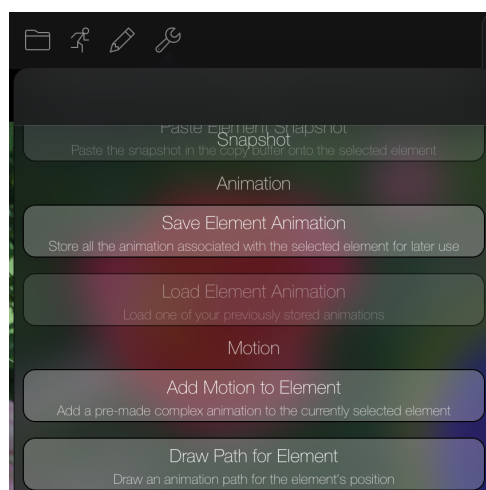 Paste Element Snapshot
Snapshot
Paste the snapshot in the copy buffer onto the selected element
Animation
Save Element Animation
Store all the animation associated with the selected element for later use
Load Element Animation
Load one of your previously stored animations
Motion
Add Motion to Element
Add a pre-made complex animation to the currently selected element
Draw Path for Element
Draw an animation path for the element's position